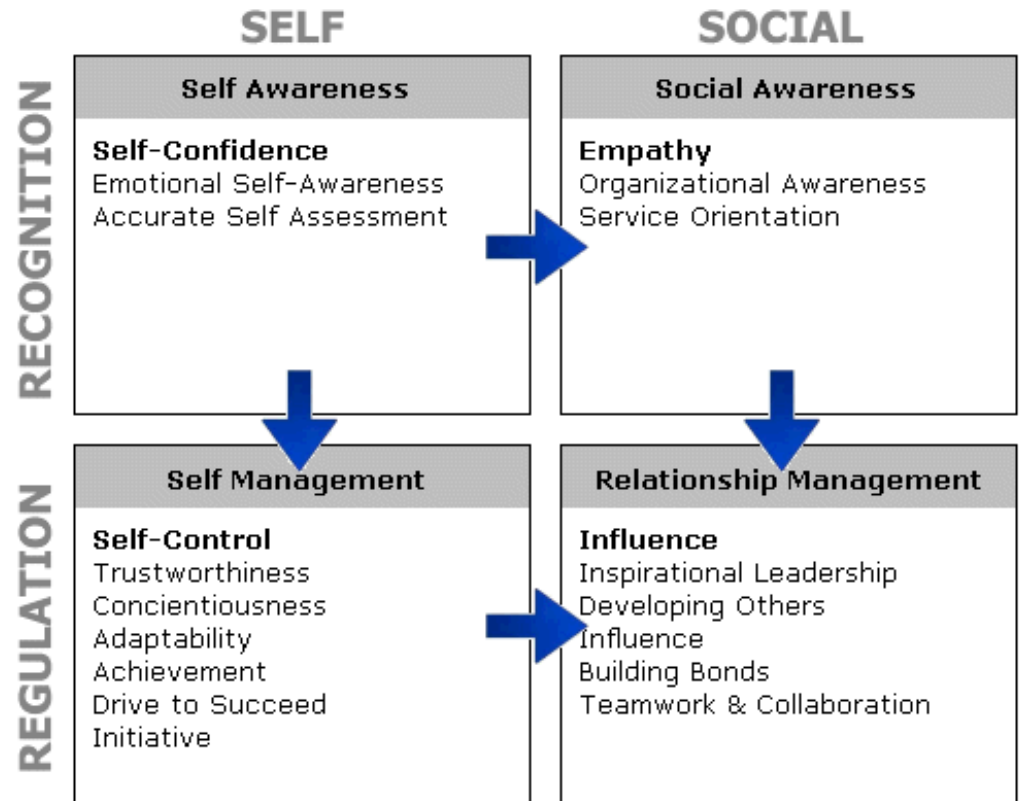 SELF
SOCIAL
RECOGNITION
Self Awareness
Self-Confidence
Emotional Self-Awareness
Accurate Self Assessment
Social Awareness
Empathy
Organizational Awareness
Service Orientation
REGULATION
Self Management
Self-Control
Trustworthiness
Concientiousness
Adaptability
Achievement
Drive to Succeed
Initiative
Relationship Management
Influence
Inspirational Leadership
Developing Others
Influence
Building Bonds
Teamwork & Collaboration